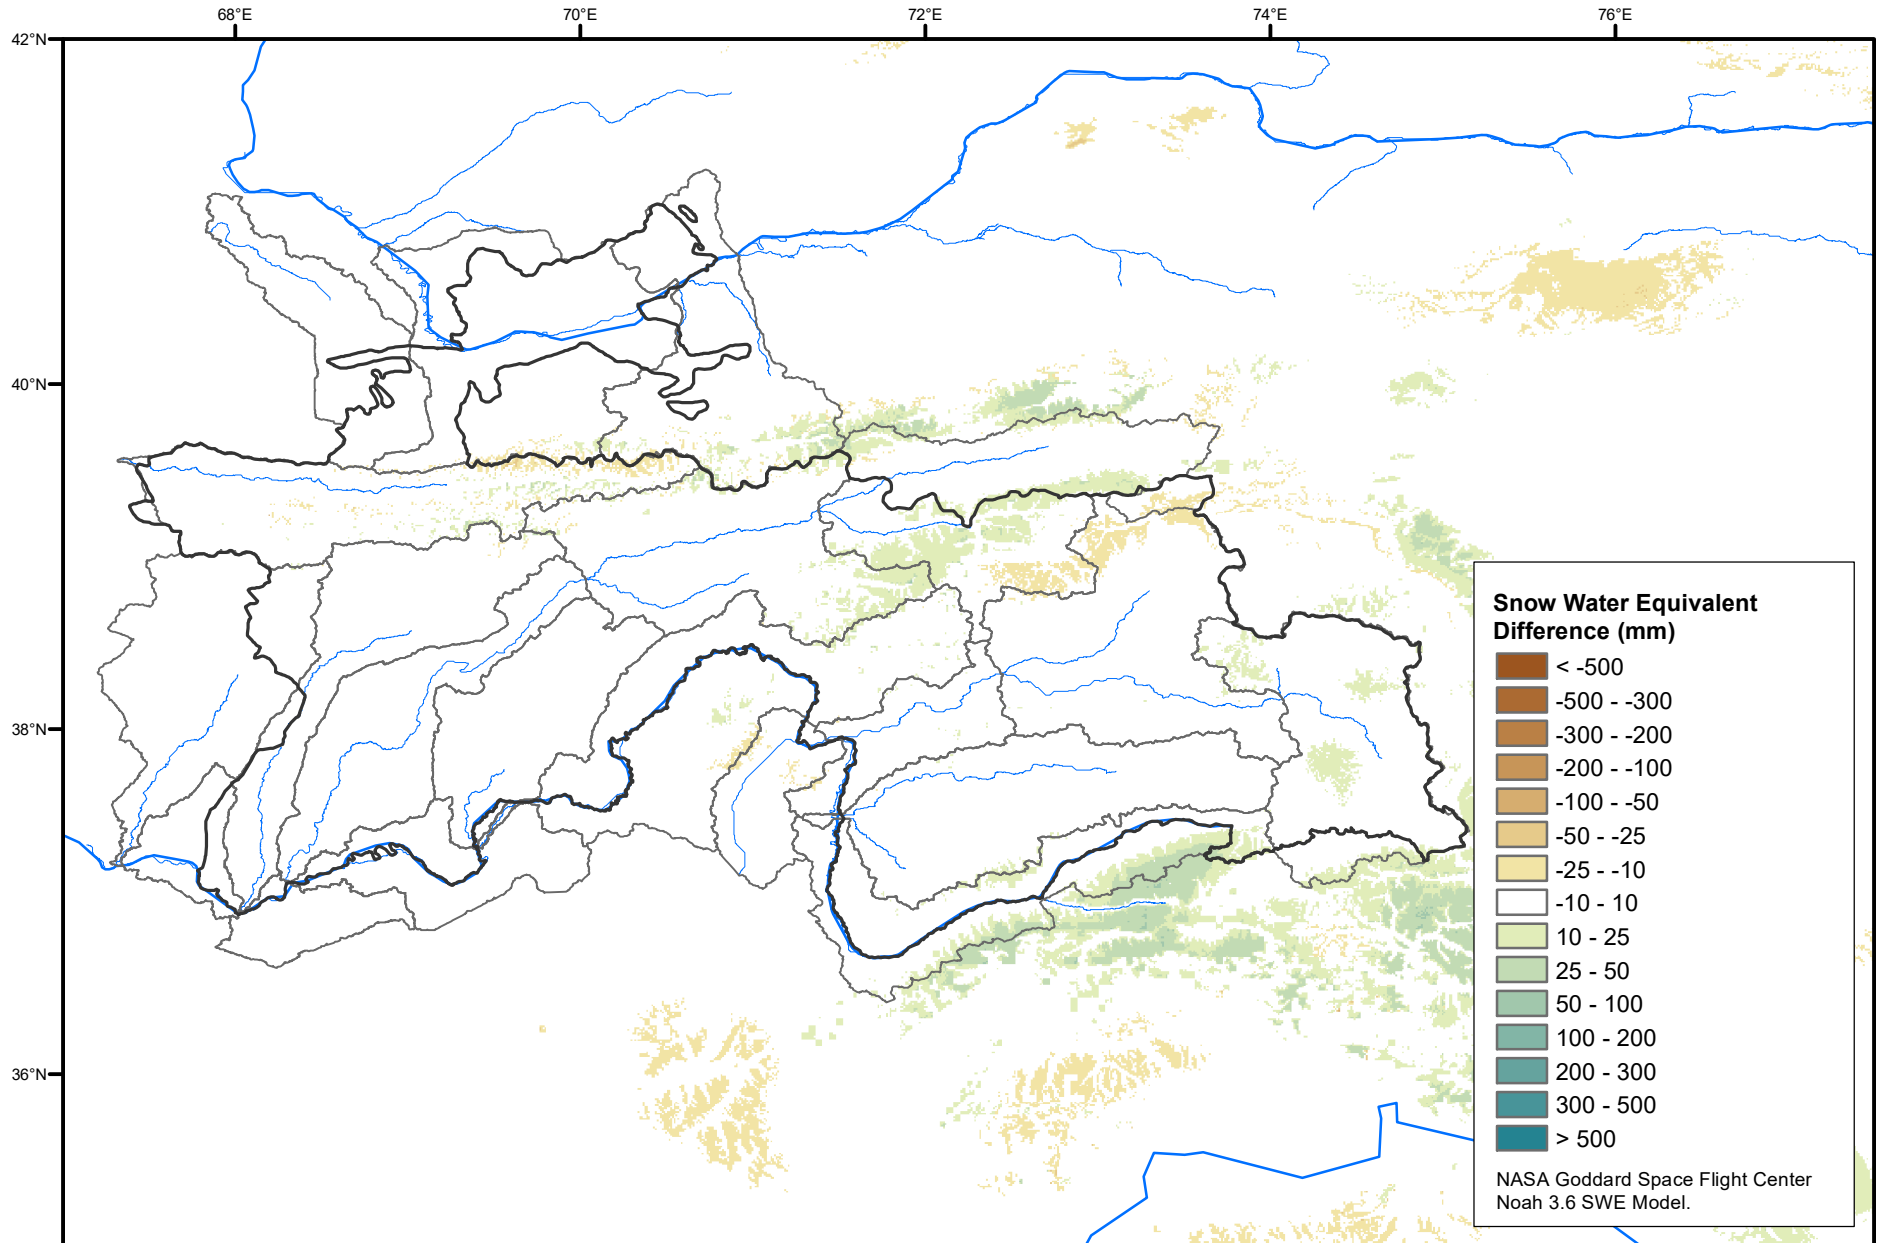 68°E
70°E
72°E
74°E
76°E
42°N
40°N
38°N
36°N
Snow Water Equivalent
Difference (mm)
< -500
-500 - -300
-300 - -200
-200 - -100
-100 - -50
-50 - -25
-25 - -10
-10 - 10
10 - 25
25 - 50
50 - 100
100 - 200
200 - 300
300 - 500
> 500
NASA Goddard Space Flight Center
Noah 3.6 SWE Model.